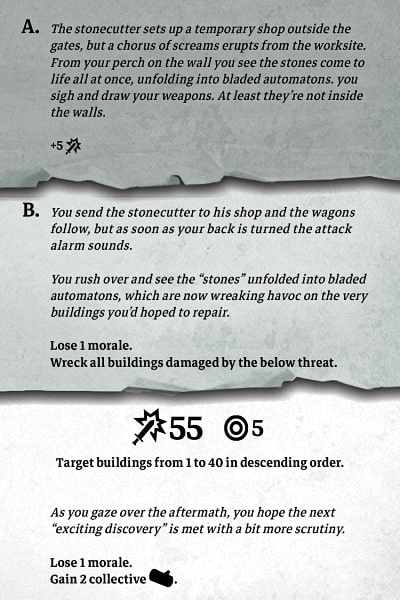 A. The stonecutter sets up a temporary shop outside the
gates, but a chorus of screams erupts from the worksite.
From your perch on the wall you see the stones come to
life all at once, unfolding into bladed automatons. you
sigh and draw your weapons. At least they're not inside
the walls.
+5
B. You send the stonecutter to his shop and the wagons
follow, but as soon as your back is turned the attack
alarm sounds.
You rush over and see the “stones” unfolded into bladed
automatons, which are now wreaking havoc on the very
buildings you'd hoped to repair.
Lose 1 morale.
Wreck all buildings damaged by the below threat.
55 5
Target buildings from 1 to 40 in descending order.
As you gaze over the aftermath, you hope the next
“exciting discovery” is met with a bit more scrutiny.
Lose 1 morale.
Gain 2 collective .